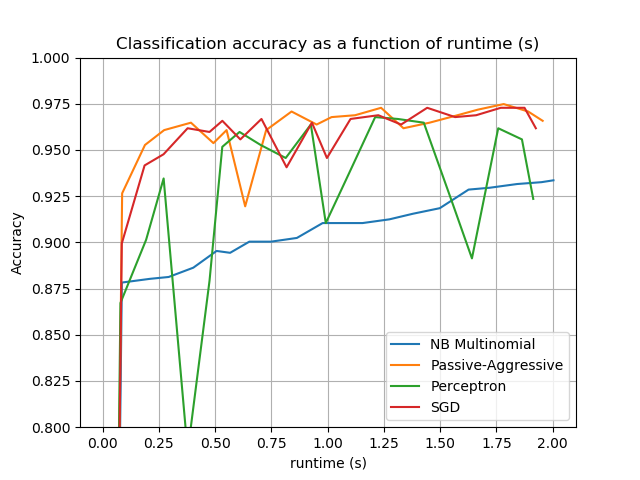 Classification accuracy as a function of runtime (s)
1.000
0.975
0.950
0.925
0.900
0.875
0.850
0.825
0.800
Accuracy
NB Multinomial
Passive-Aggressive
Perceptron
SGD
0.00 0.25 0.50 0.75 1.00 1.25 1.50 1.75 2.00
runtime (s)